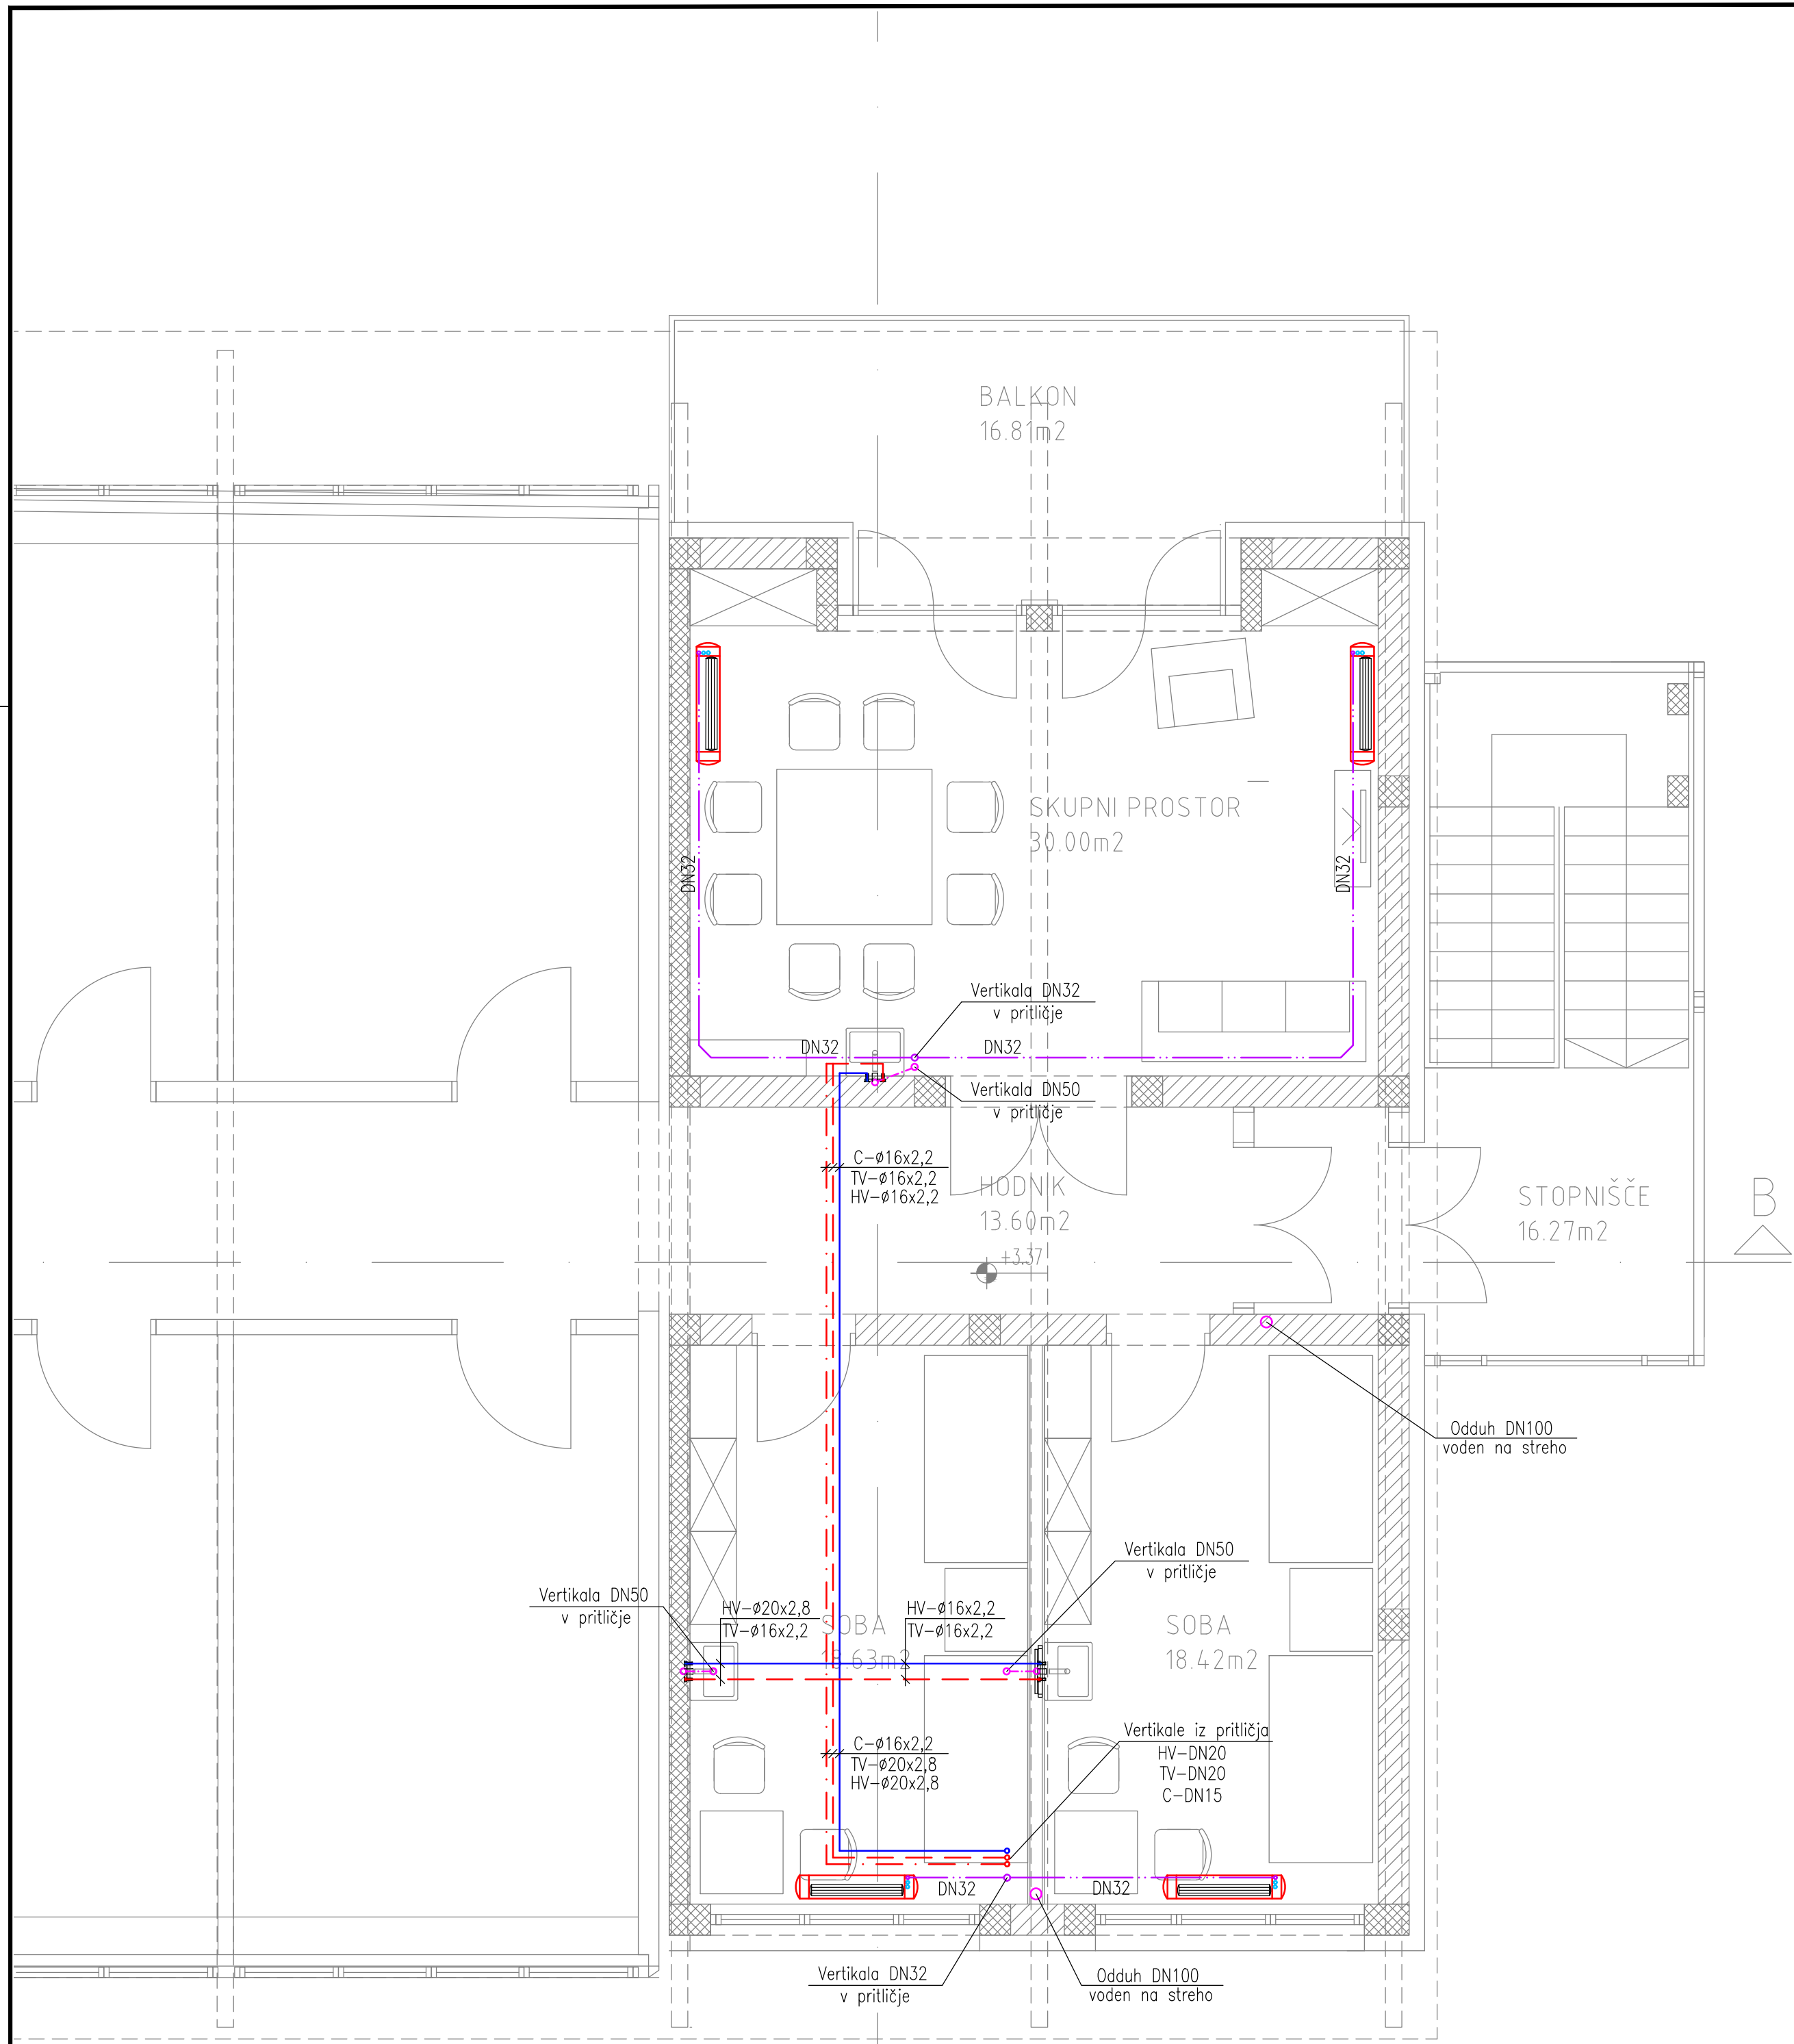 BALKON
16.81m2
SKUPNI PROSTOR
30.00m2
DN32
DN32
Vertikala DN32
v pritličje
DN32
DN32
Vertikala DN50
v pritličje
C-ø16x2,2
TV-ø16x2,2
HV-ø16x2,2
HODNIK
13.60m2
+3.37
STOPNIŠČE
16.27m2
B
Odduh DN100
voden na streho
Vertikala DN50
v pritličje
Vertikala DN50
v pritličje
HV-ø20x2,8
TV-ø16x2,2
HV-ø16x2,2
TV-ø16x2,2
SOBA
18.63m2
SOBA
18.42m2
Vertikale iz pritličja
HV-DN20
TV-DN20
C-DN15
C-ø16x2,2
TV-ø20x2,8
HV-ø20x2,8
DN32
DN32
Vertikala DN32
v pritličje
Odduh DN100
voden na streho